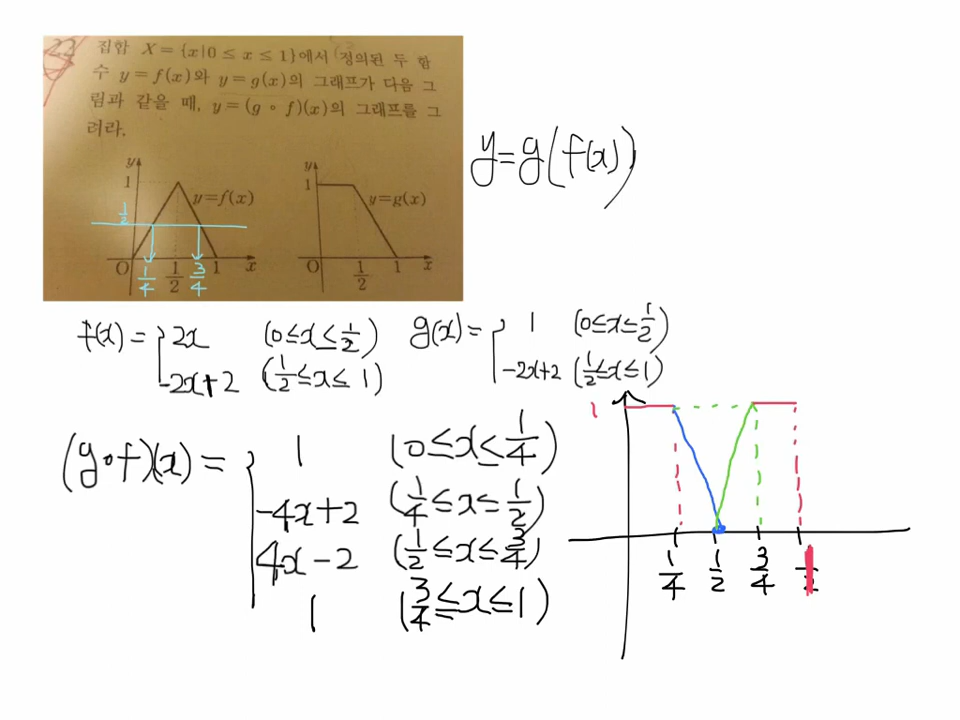 집합 X = {x|0 ≤ x ≤ 1}에서 정의된 두 함
수 y = f(x)와 y = g(x)의 그래프가 다음 그
림과 같을 때, y = (g ∘ f)(x)의 그래프를 그
려라.
y = g(f(x))
y
1
y = f(x)
1/2
O 1/4 1/2 3/4 1 x
y
1
y = g(x)
O 1/2 1 x
f(x) = { 2x (0 ≤ x ≤ 1/2)
-2x+2 (1/2 ≤ x ≤ 1)
g(x) = { 1 (0 ≤ x ≤ 1/2)
-2x+2 (1/2 ≤ x ≤ 1)
(g∘f)(x) = { 1 (0 ≤ x ≤ 1/4)
-4x+2 (1/4 ≤ x ≤ 1/2)
4x-2 (1/2 ≤ x ≤ 3/4)
1 (3/4 ≤ x ≤ 1)
1
1/4 1/2 3/4 1